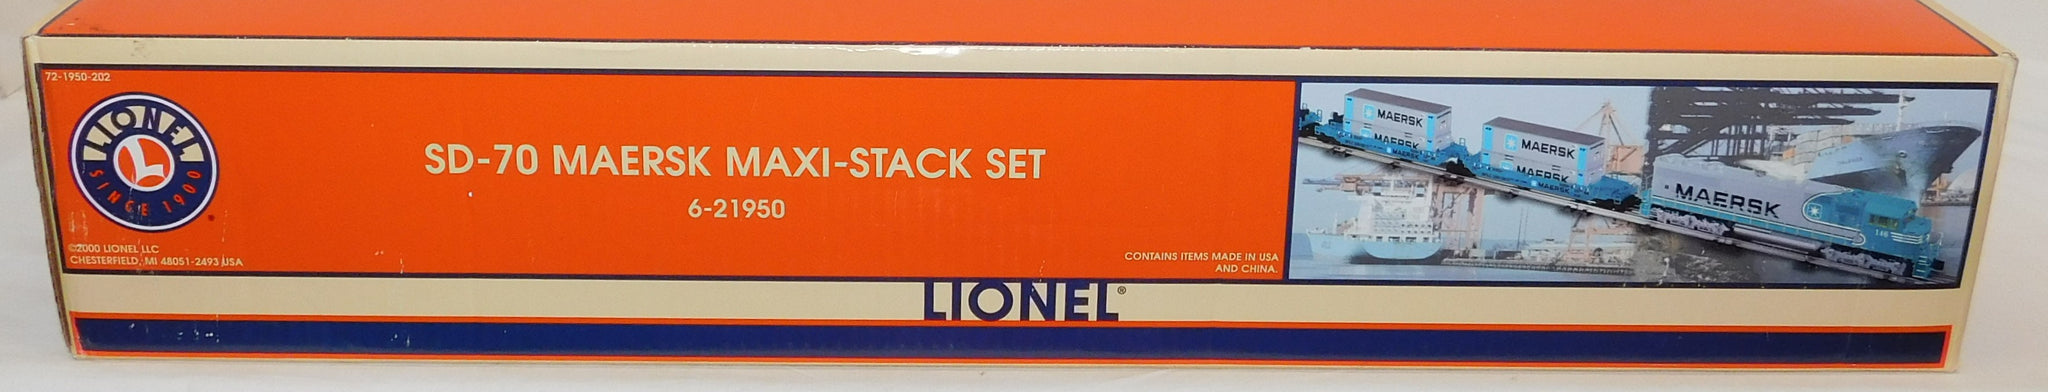 72-1950-202
LIONEL
L
SINCE 1900
SD-70 MAERSK MAXI-STACK SET
6-21950
©2000 LIONEL LLC
CHESTERFIELD, MI 48051-2493 USA
CONTAINS ITEMS MADE IN USA
AND CHINA.
MAERSK
MAERSK
MAERSK
MAERSK
MAERSK
MAERSK
MAERSK
146
LIONEL®